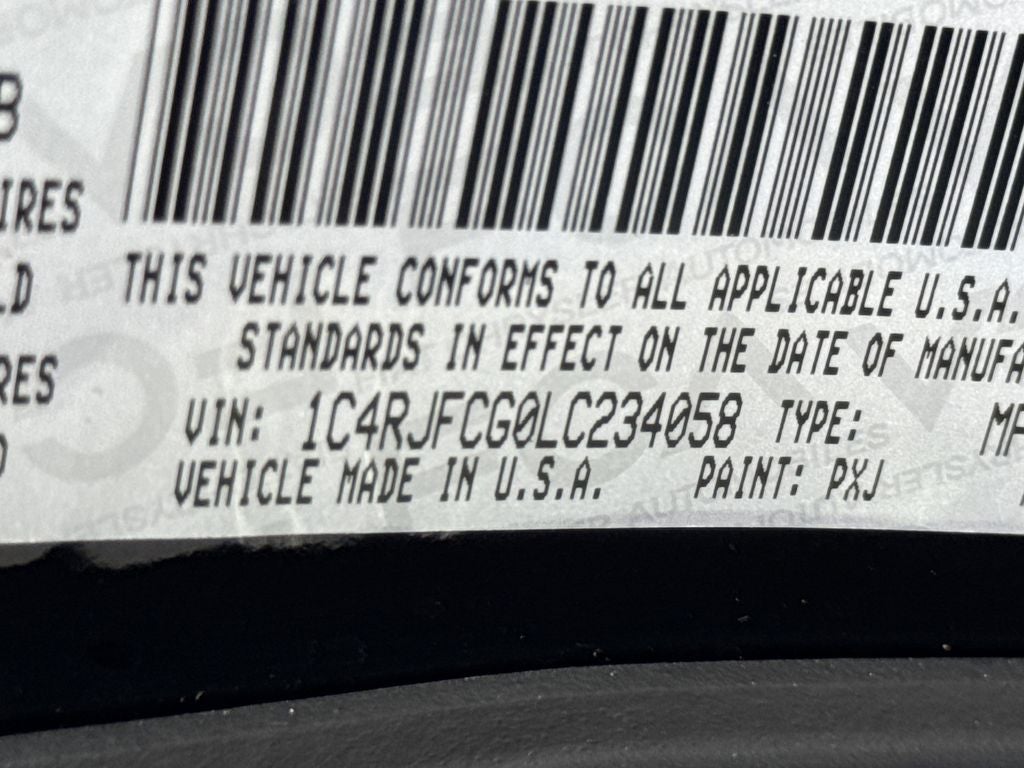 B
IRES
LD
THIS VEHICLE CONFORMS TO ALL APPLICABLE U.S.A.
STANDARDS IN EFFECT ON THE DATE OF MANUFA
RES
VIN: 1C4RJFCG0LC234058 TYPE: MP
VEHICLE MADE IN U.S.A. PAINT: PXJ